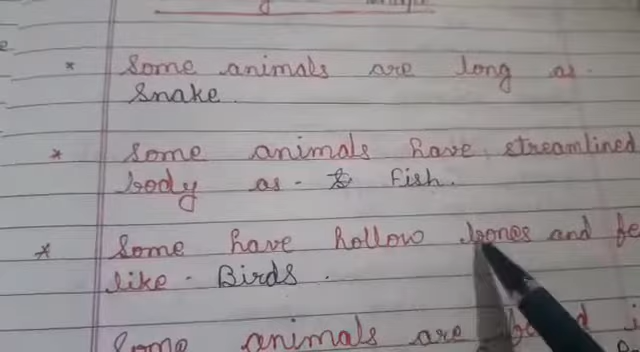 * Some animals are long as.
Snake.
* Some animals have streamlined
body as - Fish.
* Some have hollow bones and
like - Birds.
Some animals are